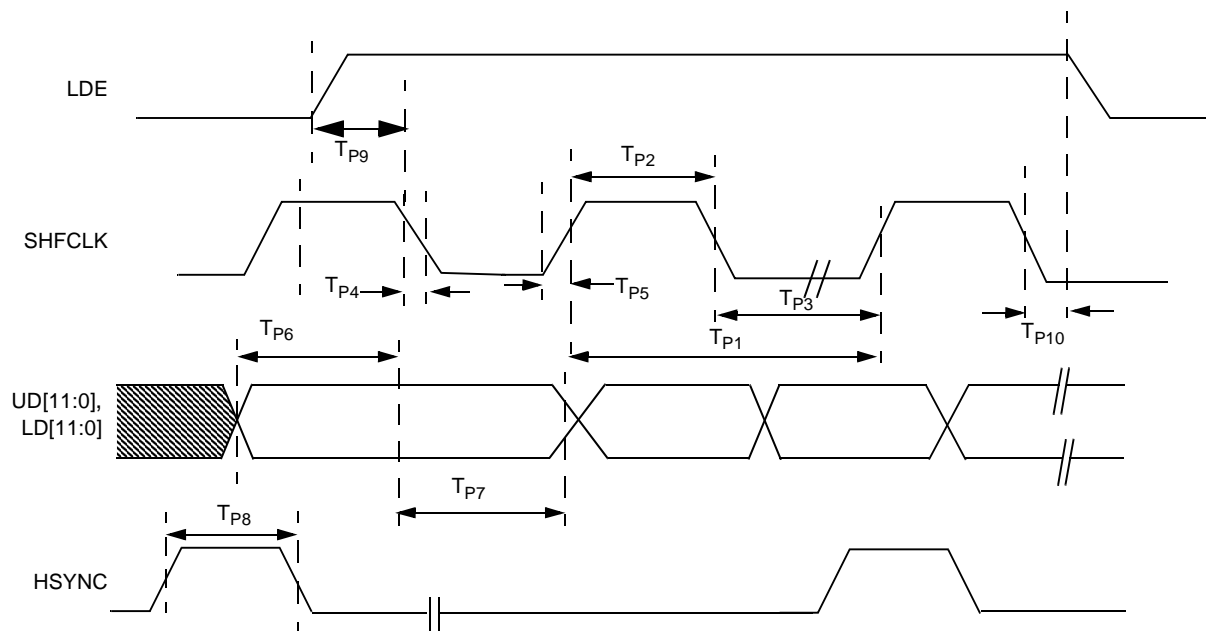 LDE
TP9
TP2
SHFCLK
TP4
TP5
TP3
TP10
TP6
TP1
UD[11:0],
LD[11:0]
TP7
TP8
HSYNC